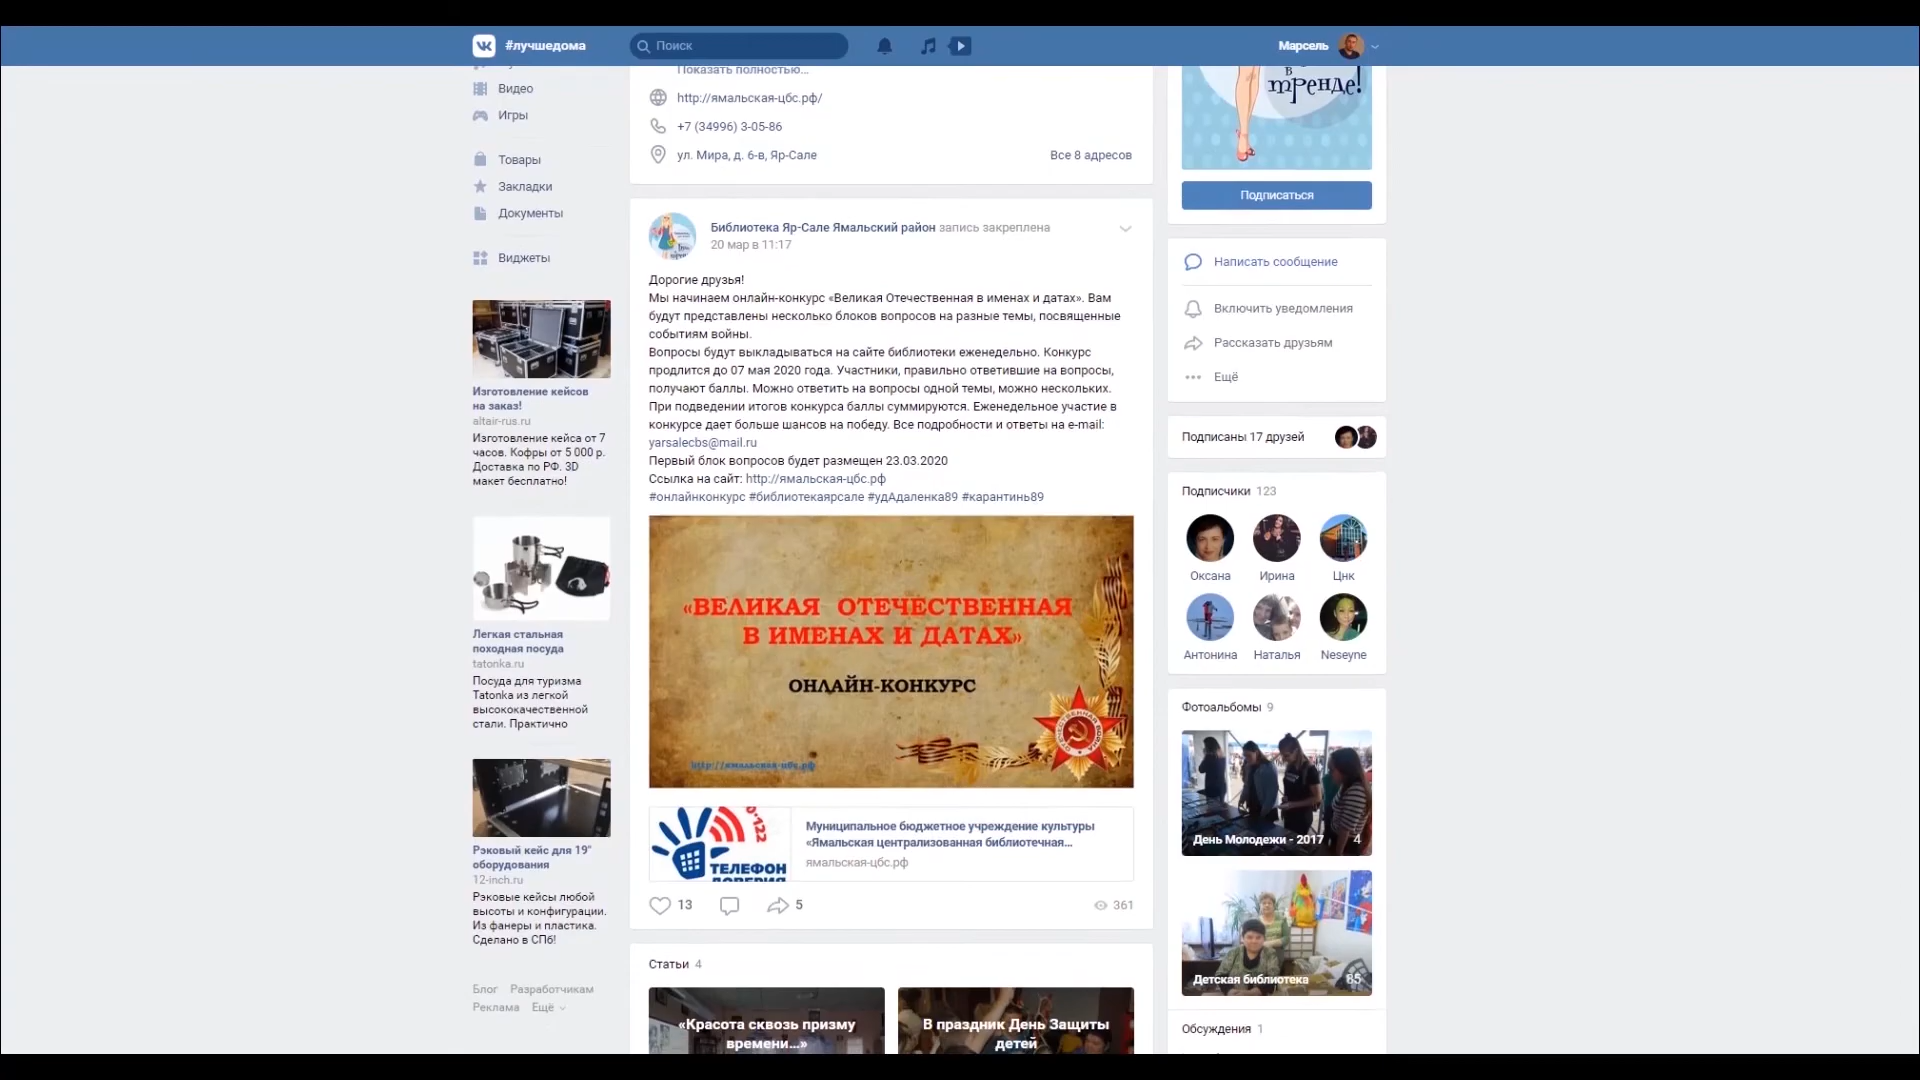 #лучшедома
Поиск
Марсель
Видео
Игры
Товары
Закладки
Документы
Виджеты
Изготовление кейсов
на заказ!
altair-rus.ru
Изготовление кейса от 7
часов. Кофры от 5 000 р.
Доставка по РФ. 3D
макет бесплатно!
Легкая стальная
походная посуда
tatonka.ru
Посуда для туризма
Tatonka из легкой
высококачественной
стали. Практично
Рэковый кейс для 19"
оборудования
12-inch.ru
Рэковые кейсы любой
высоты и конфигурации.
Из фанеры и пластика.
Сделано в СПб!
Блог Разработчикам
Реклама Ещё
Показать полностью...
http://ямальская-цбс.рф/
+7 (34996) 3-05-86
ул. Мира, д. 6-в, Яр-Сале
Все 8 адресов
Библиотека Яр-Сале Ямальский район запись закреплена
20 мар в 11:17
Дорогие друзья!
Мы начинаем онлайн-конкурс «Великая Отечественная в именах и датах». Вам
будут представлены несколько блоков вопросов на разные темы, посвященные
событиям войны.
Вопросы будут выкладываться на сайте библиотеки еженедельно. Конкурс
продлится до 07 мая 2020 года. Участники, правильно ответившие на вопросы,
получают баллы. Можно ответить на вопросы одной темы, можно нескольких.
При подведении итогов конкурса баллы суммируются. Еженедельное участие в
конкурсе дает больше шансов на победу. Все подробности и ответы на e-mail:
yarsalecbs@mail.ru
Первый блок вопросов будет размещен 23.03.2020
Ссылка на сайт: http://ямальская-цбс.рф
#онлайнконкурс #библиотекаярсале #удАдаленка89 #карантинь89
«ВЕЛИКАЯ ОТЕЧЕСТВЕННАЯ
В ИМЕНАХ И ДАТАХ»
ОНЛАЙН-КОНКУРС
http://ямальская-цбс.рф
ТЕЛЕФОН
ДОВЕРИЯ
Муниципальное бюджетное учреждение культуры
«Ямальская централизованная библиотечная...
ямальская-цбс.рф
13
5
361
Статьи 4
«Красота сквозь призму
времени...»
В праздник День Защиты
детей
в
тренде!
Подписаться
Написать сообщение
Включить уведомления
Рассказать друзьям
Ещё
Подписаны 17 друзей
Подписчики 123
Оксана
Ирина
Цнк
Антонина
Наталья
Neseyne
Фотоальбомы 9
День Молодежи - 2017 4
Детская библиотека 85
Обсуждения 1